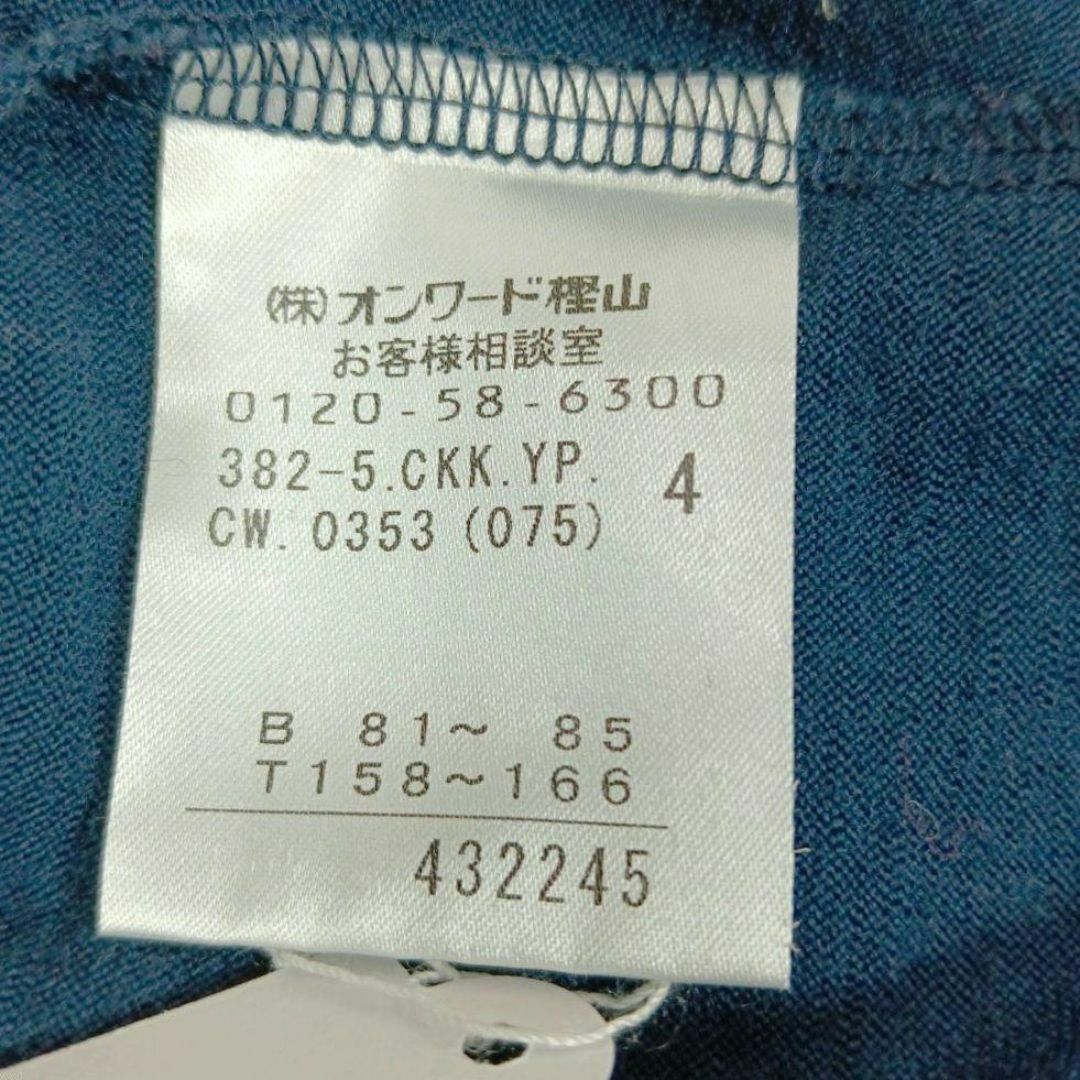 (株)オンワード樫山
お客様相談室
0120-58-6300
382-5.CKK.YP. 4
CW. 0353 (075)
B 81～ 85
T158～166
432245